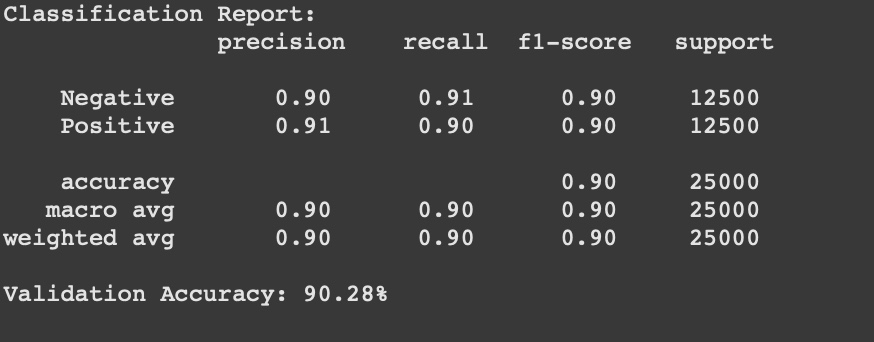 Classification Report:
precision recall f1-score support
Negative 0.90 0.91 0.90 12500
Positive 0.91 0.90 0.90 12500
accuracy 0.90 25000
macro avg 0.90 0.90 0.90 25000
weighted avg 0.90 0.90 0.90 25000
Validation Accuracy: 90.28%